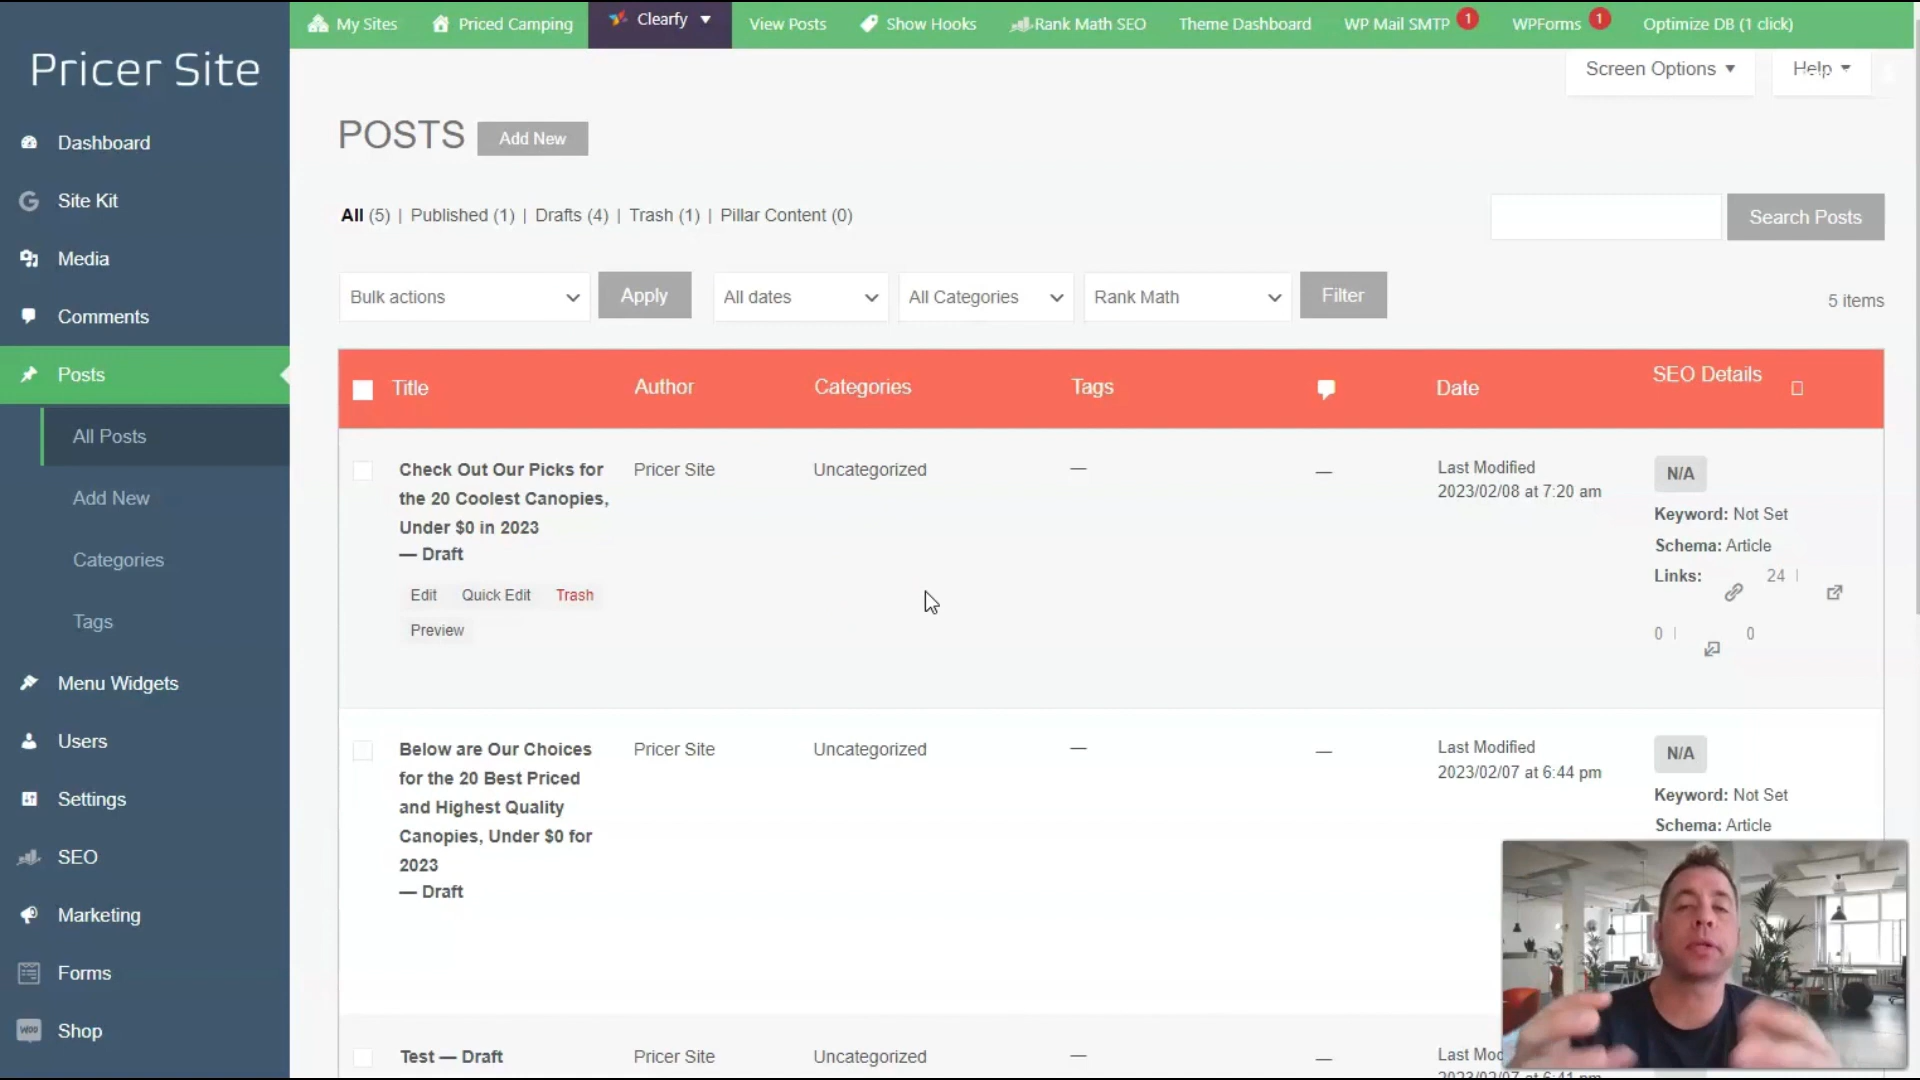 My Sites Priced Camping Clearfy View Posts Show Hooks Rank Math SEO Theme Dashboard WP Mail SMTP 1 WPForms 1 Optimize DB (1 click)
Pricer Site
Screen Options Help
Dashboard
Site Kit
Media
Comments
Posts
All Posts
Add New
Categories
Tags
Menu Widgets
Users
Settings
SEO
Marketing
Forms
Shop
POSTS Add New
All (5) | Published (1) | Drafts (4) | Trash (1) | Pillar Content (0)
Search Posts
Bulk actions Apply All dates All Categories Rank Math Filter
5 items
Title Author Categories Tags Date SEO Details
Check Out Our Picks for
the 20 Coolest Canopies,
Under $0 in 2023
— Draft
Edit Quick Edit Trash
Preview
Pricer Site
Uncategorized
—
—
Last Modified
2023/02/08 at 7:20 am
N/A
Keyword: Not Set
Schema: Article
Links: 24 |
0 | 0
Below are Our Choices
for the 20 Best Priced
and Highest Quality
Canopies, Under $0 for
2023
— Draft
Pricer Site
Uncategorized
—
—
Last Modified
2023/02/07 at 6:44 pm
N/A
Keyword: Not Set
Schema: Article
Test — Draft
Pricer Site
Uncategorized
—
—
Last
2023/02/07 at 6:41 pm